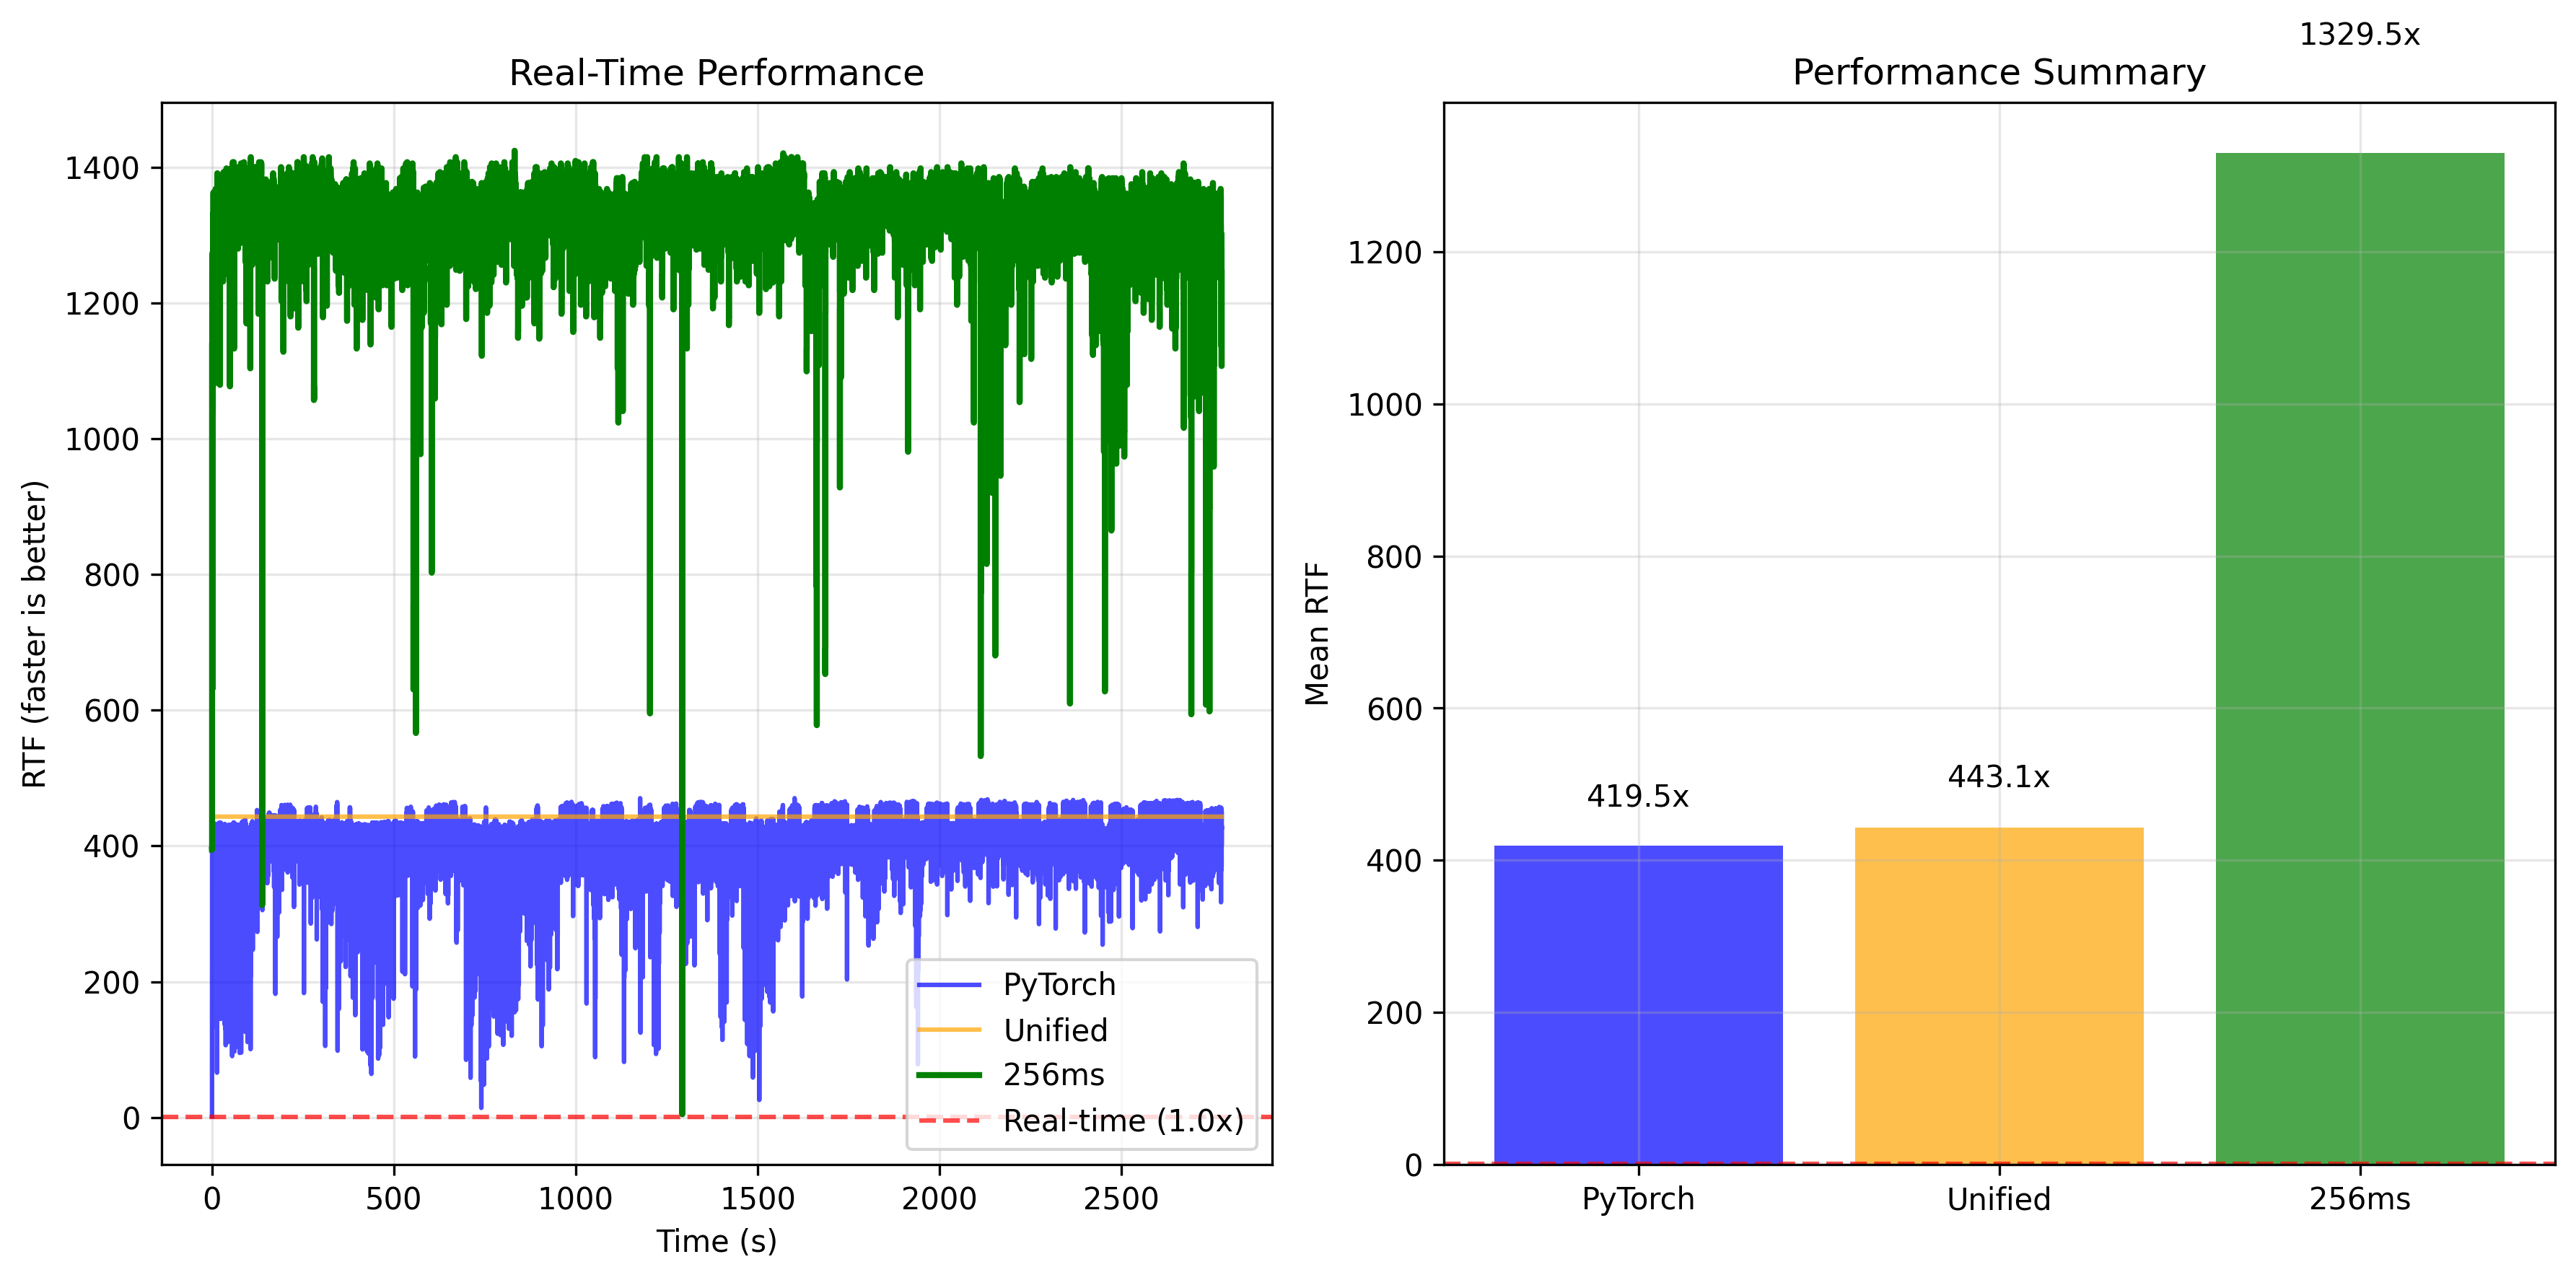 Real-Time Performance
RTF (faster is better)
1400
1200
1000
800
600
400
200
0
0 500 1000 1500 2000 2500
Time (s)
PyTorch
Unified
256ms
Real-time (1.0x)
1329.5x
Performance Summary
Mean RTF
1200
1000
800
600
400
200
0
419.5x
443.1x
PyTorch Unified 256ms